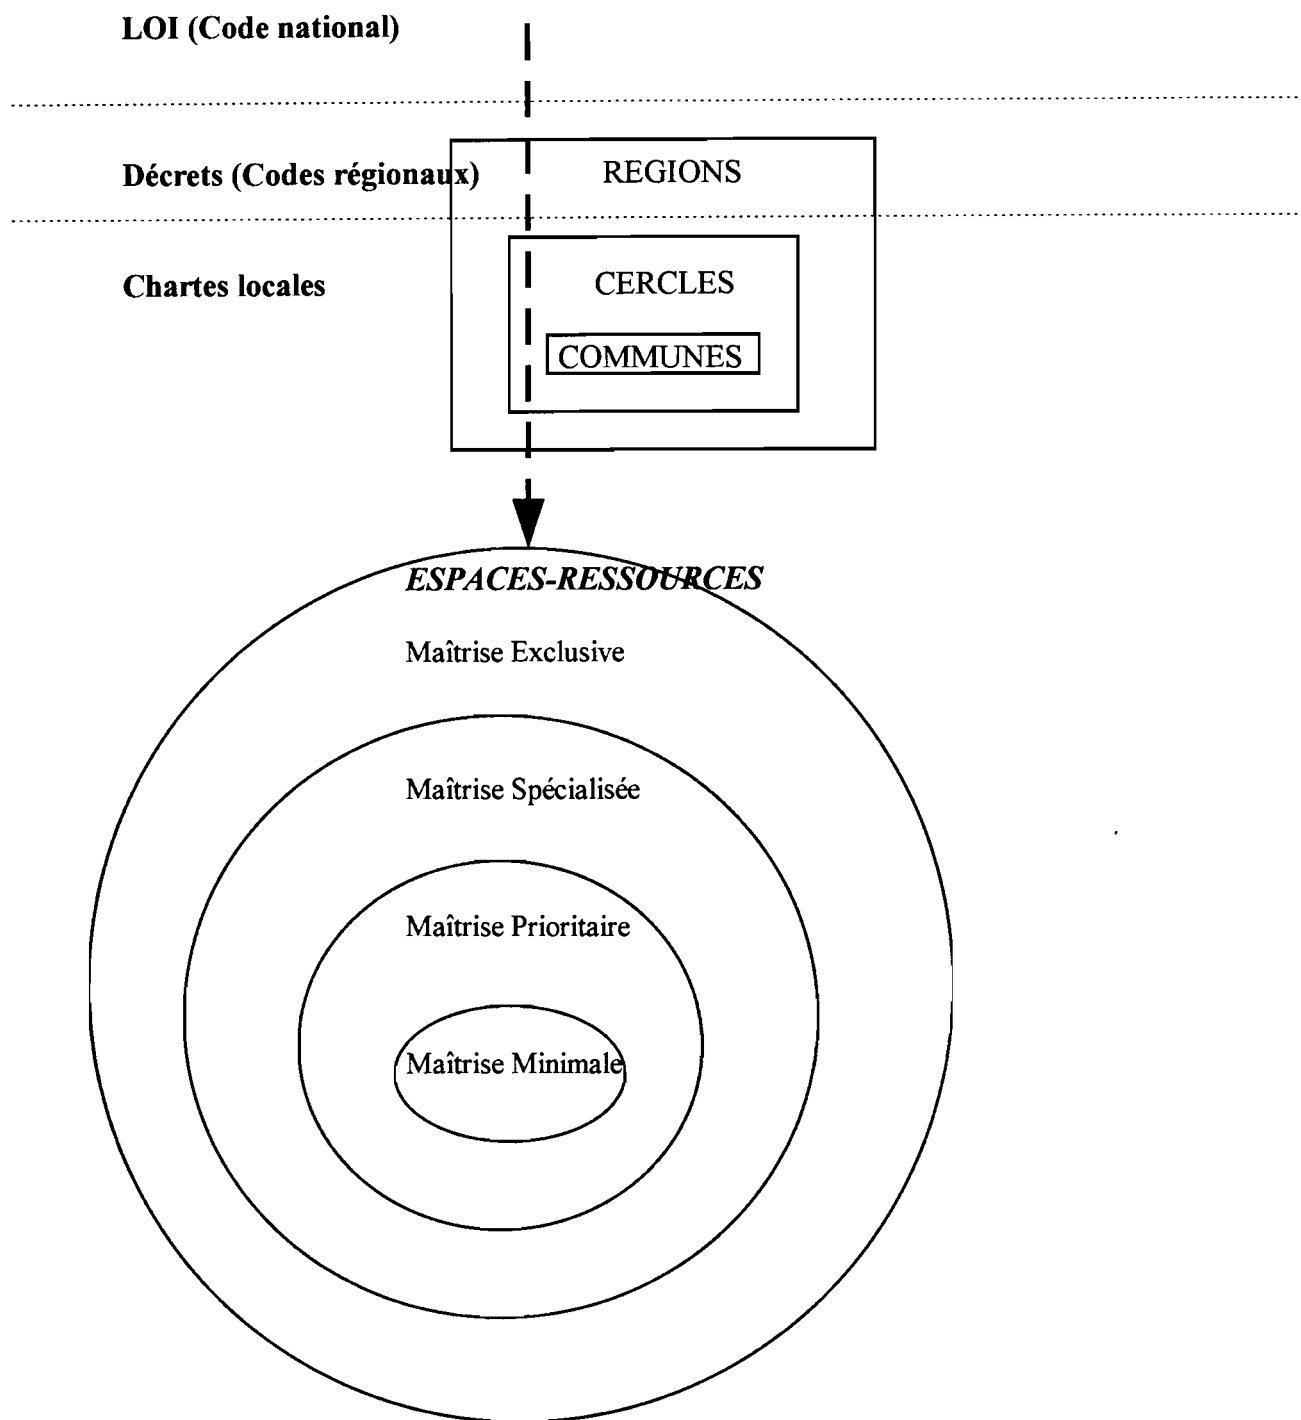 LOI (Code national)
Décrets (Codes régionaux)
REGIONS
Chartes locales
CERCLES
COMMUNES
ESPACES-RESSOURCES
Maîtrise Exclusive
Maîtrise Spécialisée
Maîtrise Prioritaire
Maîtrise Minimale